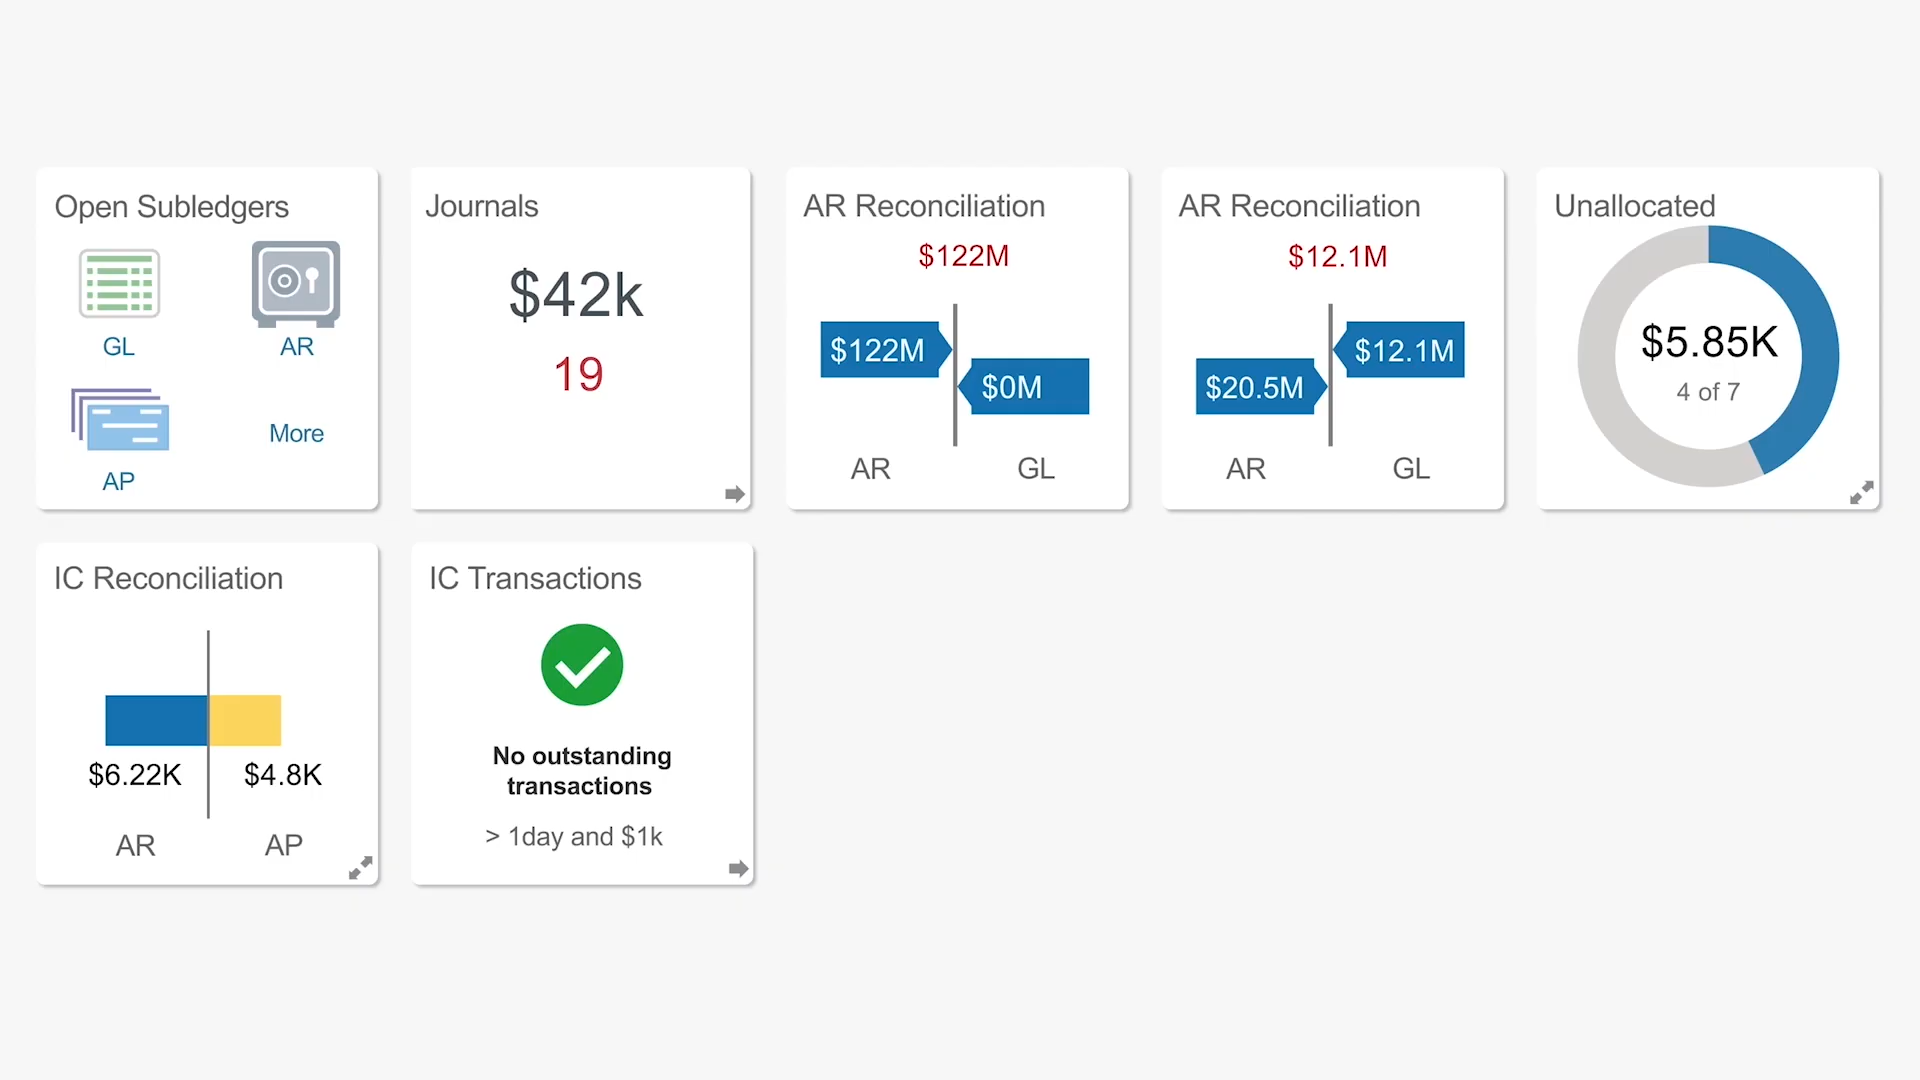 Open Subledgers
GL
AR
AP
More
Journals
$42k
19
AR Reconciliation
$122M
$122M
$0M
AR
GL
AR Reconciliation
$12.1M
$12.1M
$20.5M
AR
GL
Unallocated
$5.85K
4 of 7
IC Reconciliation
$6.22K
$4.8K
AR
AP
IC Transactions
No outstanding
transactions
> 1day and $1k